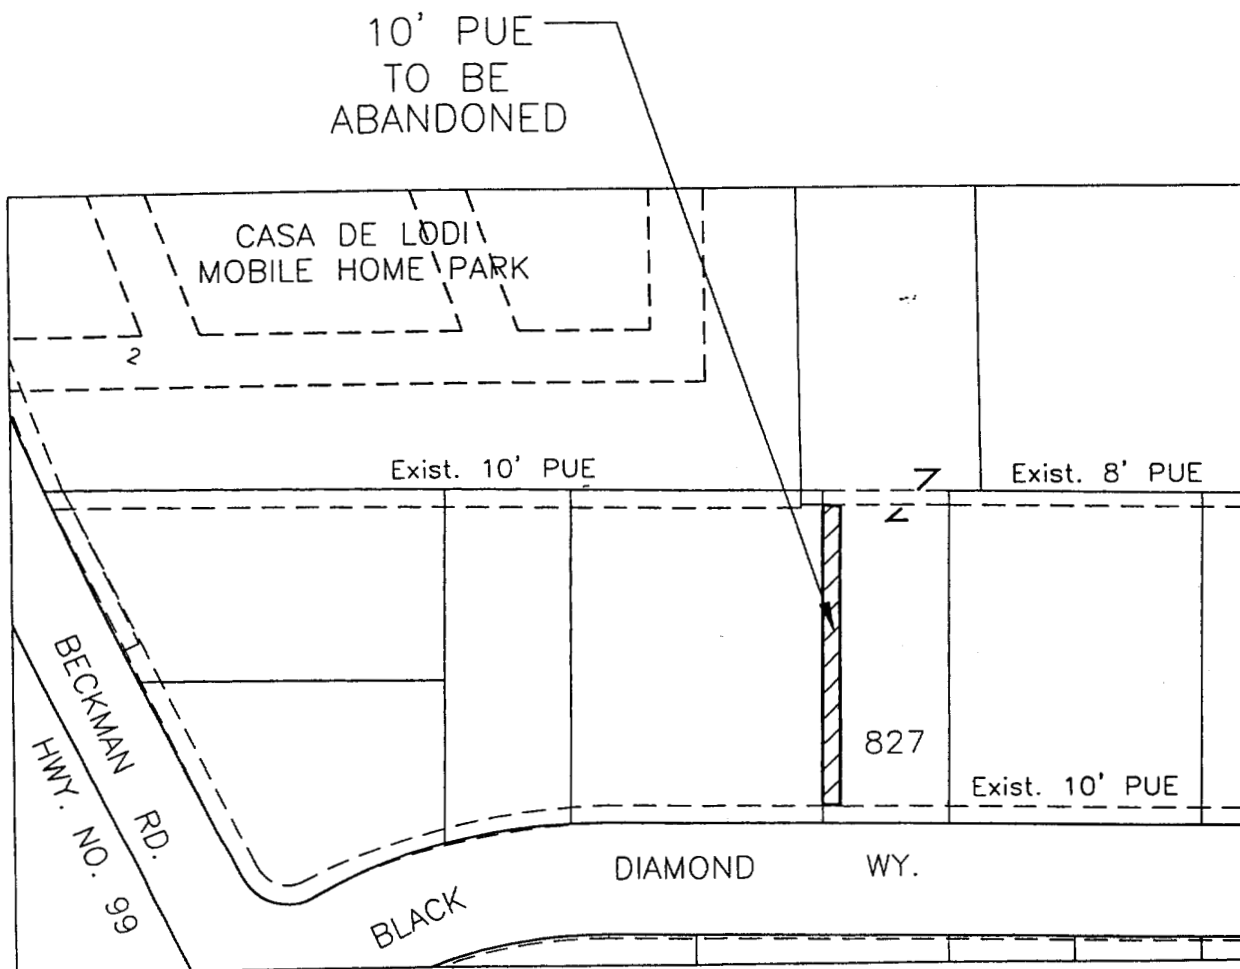 10' PUE
TO BE
ABANDONED
CASA DE LODI
MOBILE HOME PARK
2
Exist. 10' PUE
Exist. 8' PUE
827
Exist. 10' PUE
BECKMAN RD.
HWY. NO. 99
BLACK DIAMOND WY.